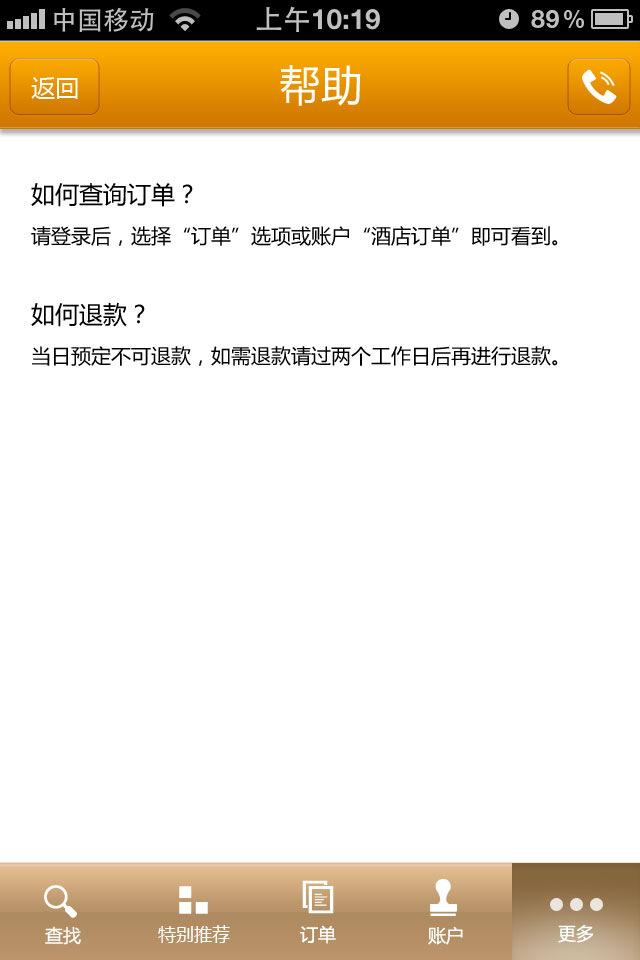 中国移动 上午10:19 89%
返回 帮助
如何查询订单？
请登录后，选择“订单”选项或账户“酒店订单”即可看到。
如何退款？
当日预定不可退款，如需退款请过两个工作日后再进行退款。
查找 特别推荐 订单 账户 更多